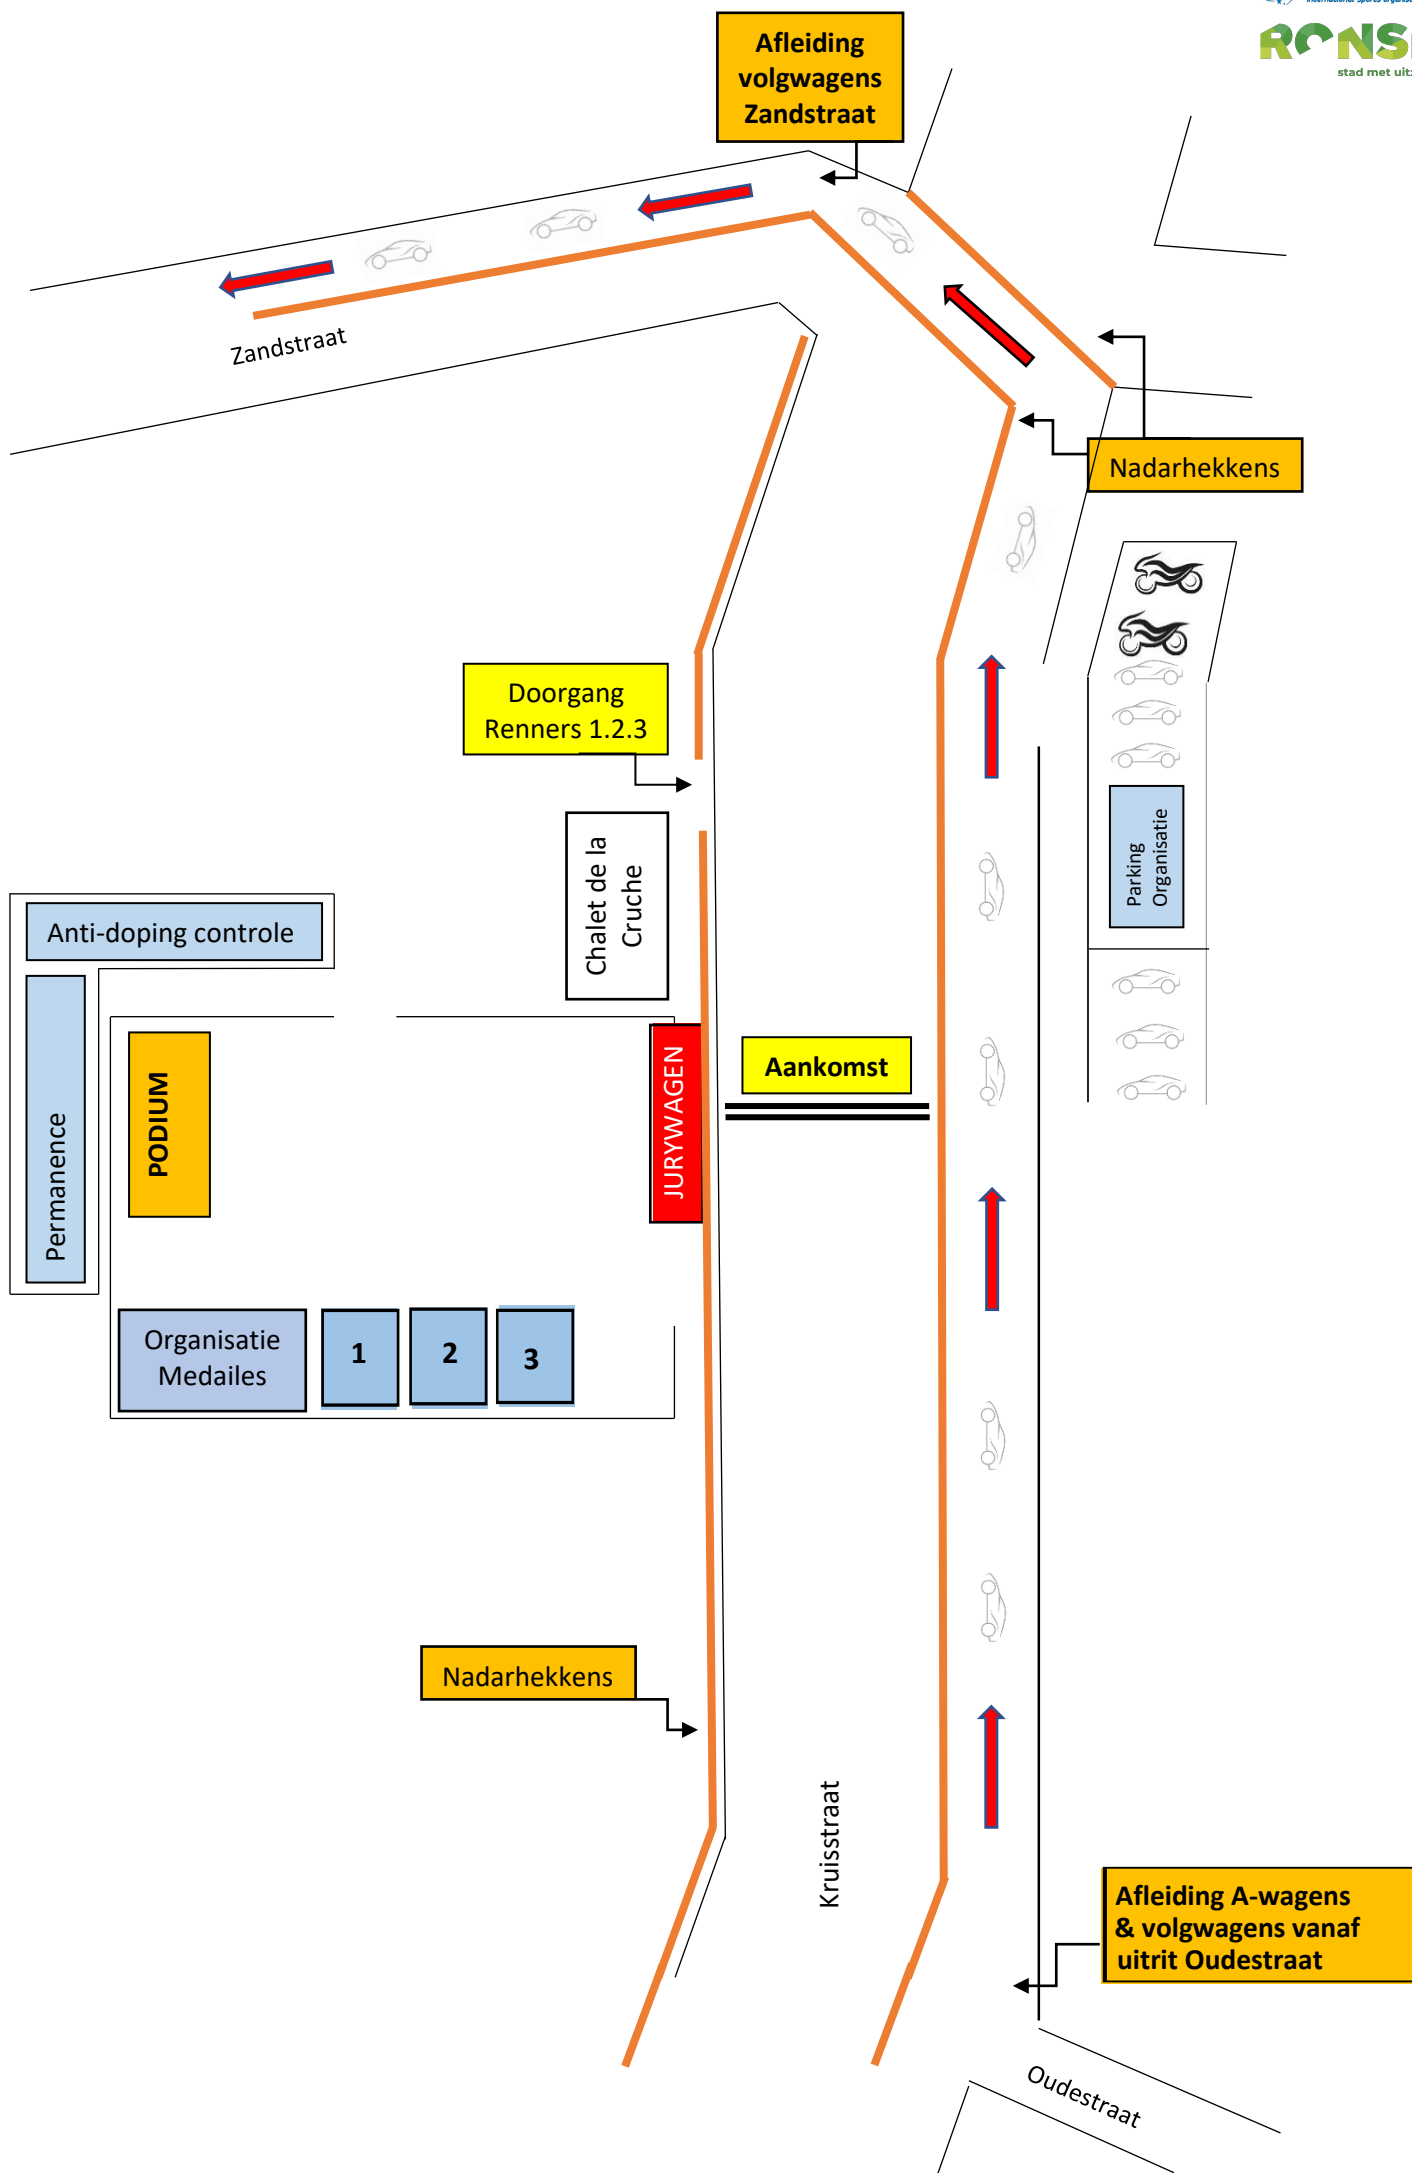 Afleiding
volgwagens
Zandstraat
stad met
Zandstraat
Nadarhekkens
Doorgang
Renners 1.2.3
Chalet de la
Cruche
Parking
Organisatie
Anti-doping controle
Permanence
PODIUM
JURYWAGEN
Aankomst
Organisatie
Medailes
1
2
3
Nadarhekkens
Kruisstraat
Afleiding A-wagens
& volgwagens vanaf
uitrit Oudestraat
Oudestraat